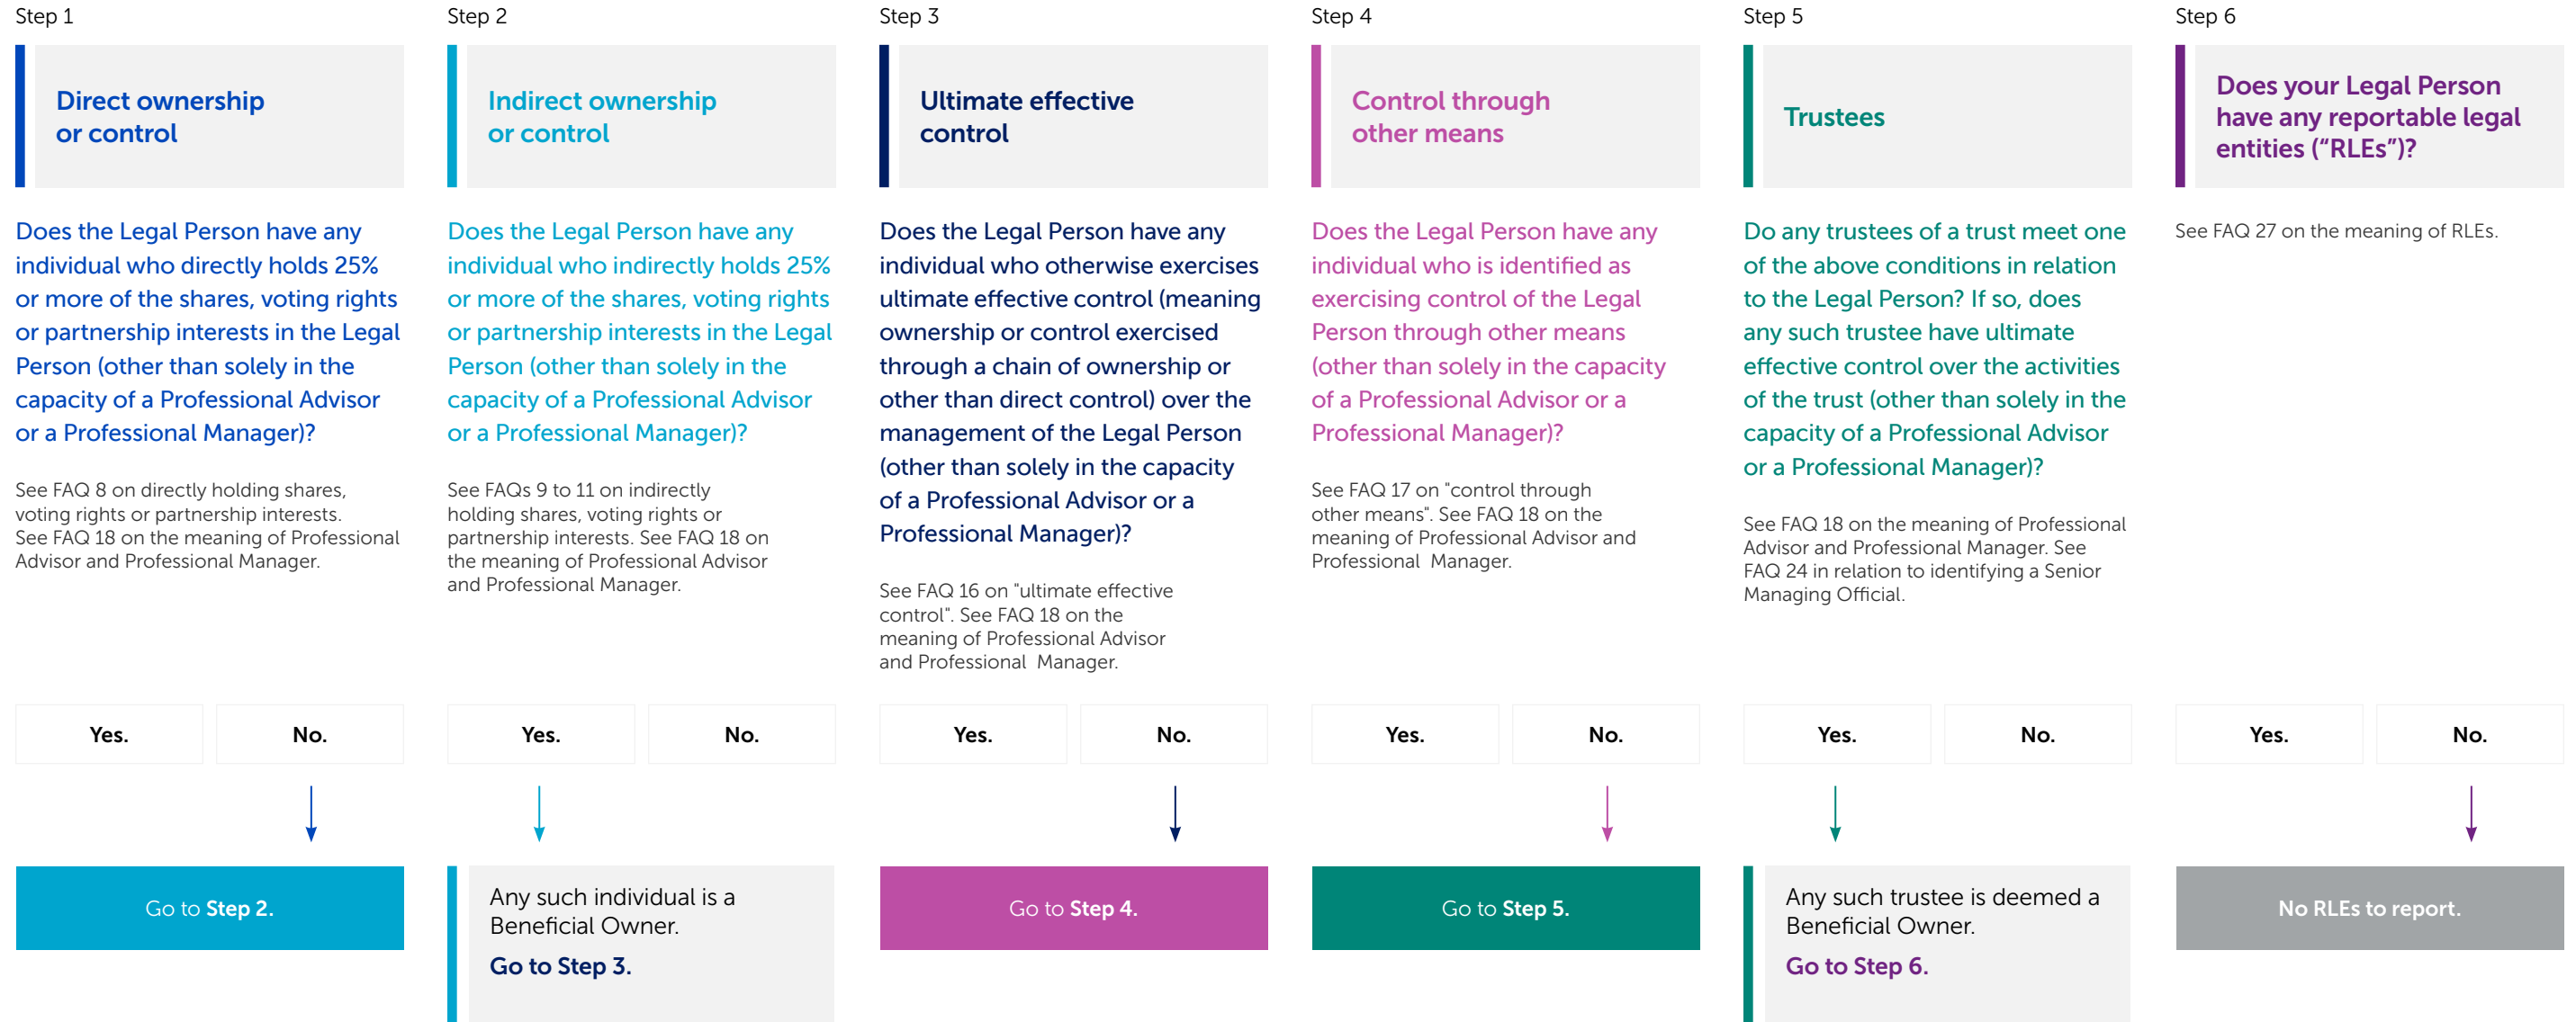 Step 1
Direct ownership
or control
Does the Legal Person have any
individual who directly holds 25%
or more of the shares, voting rights
or partnership interests in the Legal
Person (other than solely in the
capacity of a Professional Advisor
or a Professional Manager)?
See FAQ 8 on directly holding shares,
voting rights or partnership interests.
See FAQ 18 on the meaning of Professional
Advisor and Professional Manager.
Yes.
No.
Go to Step 2.
Step 2
Indirect ownership
or control
Does the Legal Person have any
individual who indirectly holds 25%
or more of the shares, voting rights
or partnership interests in the Legal
Person (other than solely in the
capacity of a Professional Advisor
or a Professional Manager)?
See FAQs 9 to 11 on indirectly
holding shares, voting rights or
partnership interests. See FAQ 18 on
the meaning of Professional Advisor
and Professional Manager.
Yes.
No.
Any such individual is a
Beneficial Owner.
Go to Step 3.
Step 3
Ultimate effective
control
Does the Legal Person have any
individual who otherwise exercises
ultimate effective control (meaning
ownership or control exercised
through a chain of ownership or
other than direct control) over the
management of the Legal Person
(other than solely in the capacity
of a Professional Advisor or a
Professional Manager)?
See FAQ 16 on "ultimate effective
control". See FAQ 18 on the
meaning of Professional Advisor
and Professional Manager.
Yes.
No.
Go to Step 4.
Step 4
Control through
other means
Does the Legal Person have any
individual who is identified as
exercising control of the Legal
Person through other means
(other than solely in the capacity
of a Professional Advisor or a
Professional Manager)?
See FAQ 17 on "control through
other means". See FAQ 18 on the
meaning of Professional Advisor and
Professional Manager.
Yes.
No.
Go to Step 5.
Step 5
Trustees
Do any trustees of a trust meet one
of the above conditions in relation
to the Legal Person? If so, does
any such trustee have ultimate
effective control over the activities
of the trust (other than solely in the
capacity of a Professional Advisor
or a Professional Manager)?
See FAQ 18 on the meaning of Professional
Advisor and Professional Manager. See
FAQ 24 in relation to identifying a Senior
Managing Official.
Yes.
No.
Any such trustee is deemed a
Beneficial Owner.
Go to Step 6.
Step 6
Does your Legal Person
have any reportable legal
entities (“RLEs”)?
See FAQ 27 on the meaning of RLEs.
Yes.
No.
No RLEs to report.